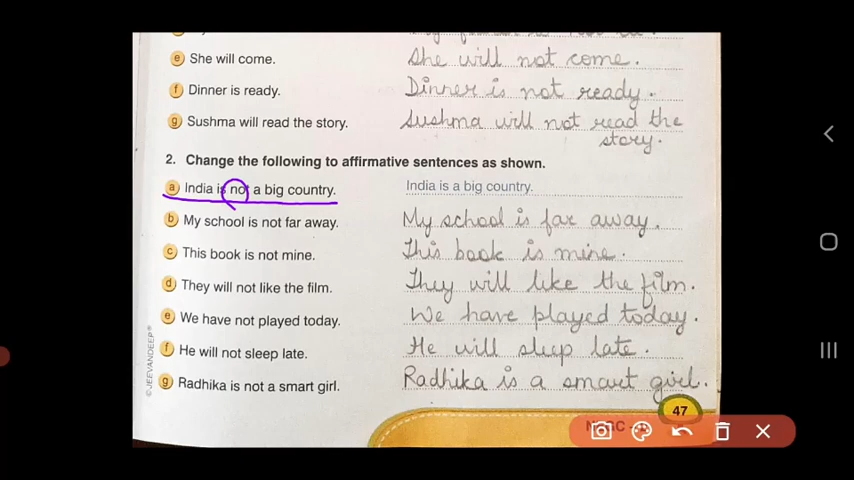 e She will come. She will not come.
f Dinner is ready. Dinner is not ready.
g Sushma will read the story. Sushma will not read the
story.
2. Change the following to affirmative sentences as shown.
a India is not a big country. India is a big country.
b My school is not far away. My school is far away.
c This book is not mine. This book is mine.
d They will not like the film. They will like the film.
e We have not played today. We have played today.
f He will not sleep late. He will sleep late.
g Radhika is not a smart girl. Radhika is a smart girl.
©JEEVANDEEP®
47